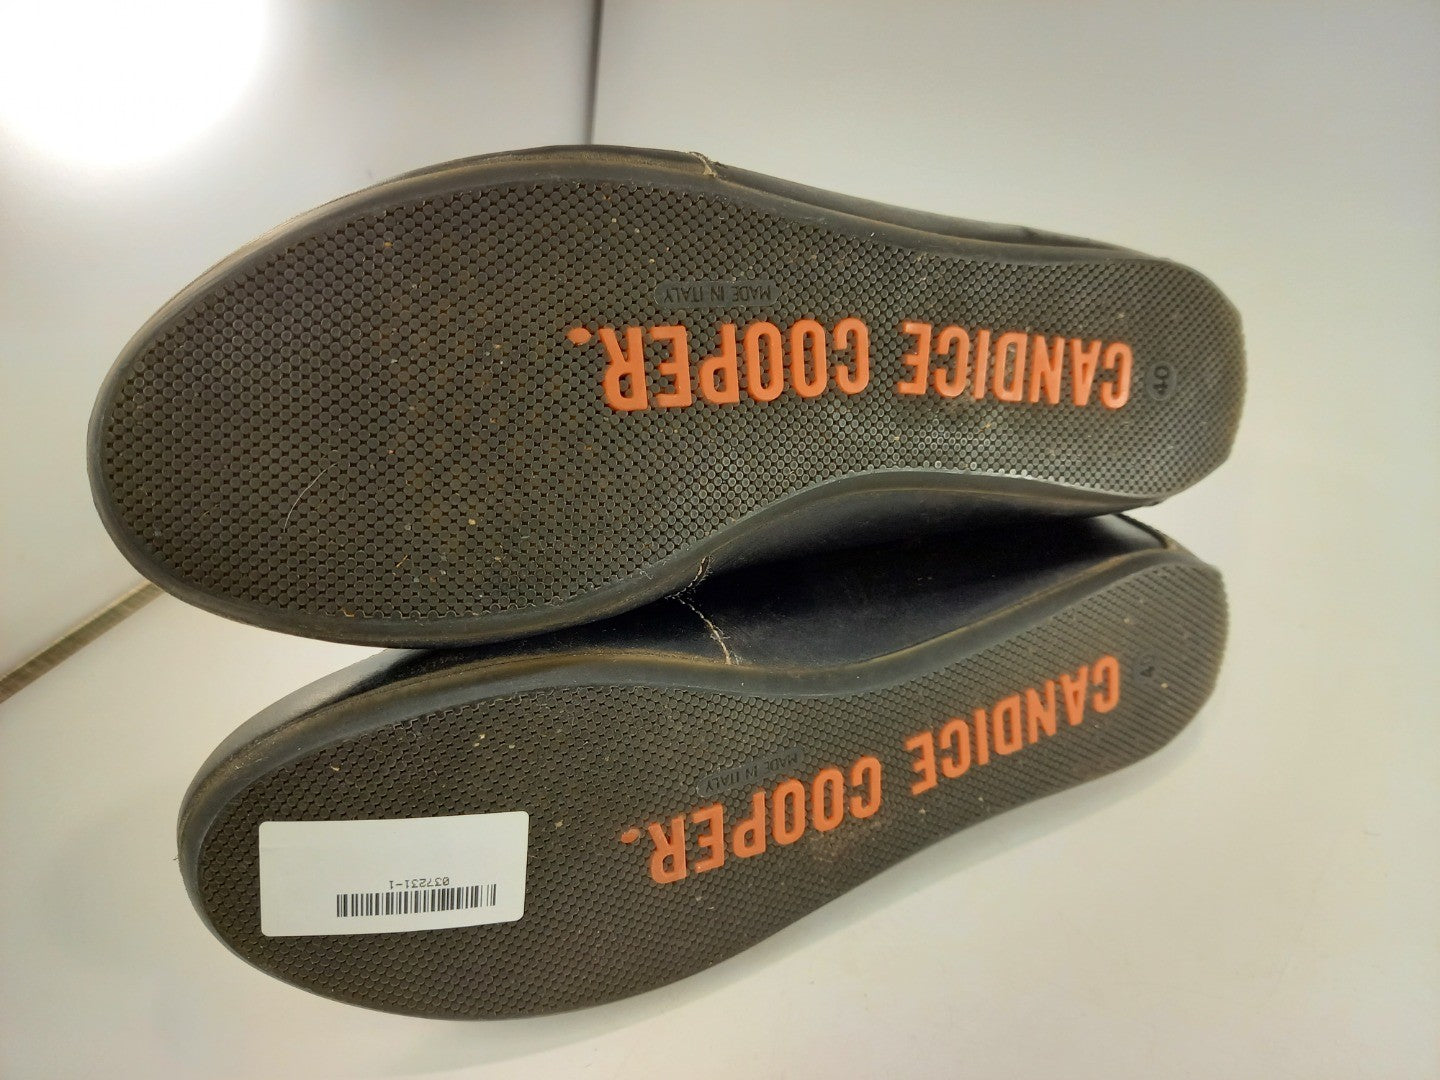 40
CANDICE COOPER.
MADE IN ITALY
CANDICE COOPER.
MADE IN ITALY
037231-1